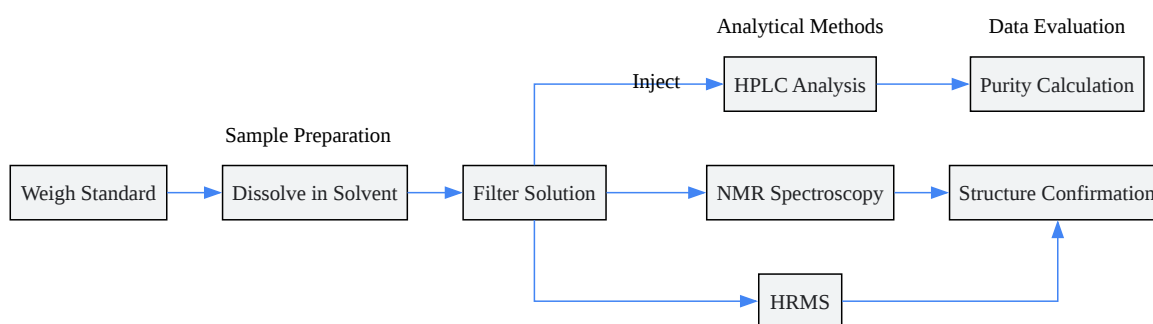 Analytical Methods
Data Evaluation
Inject
HPLC Analysis
Purity Calculation
Sample Preparation
Weigh Standard
Dissolve in Solvent
Filter Solution
NMR Spectroscopy
Structure Confirmation
HRMS